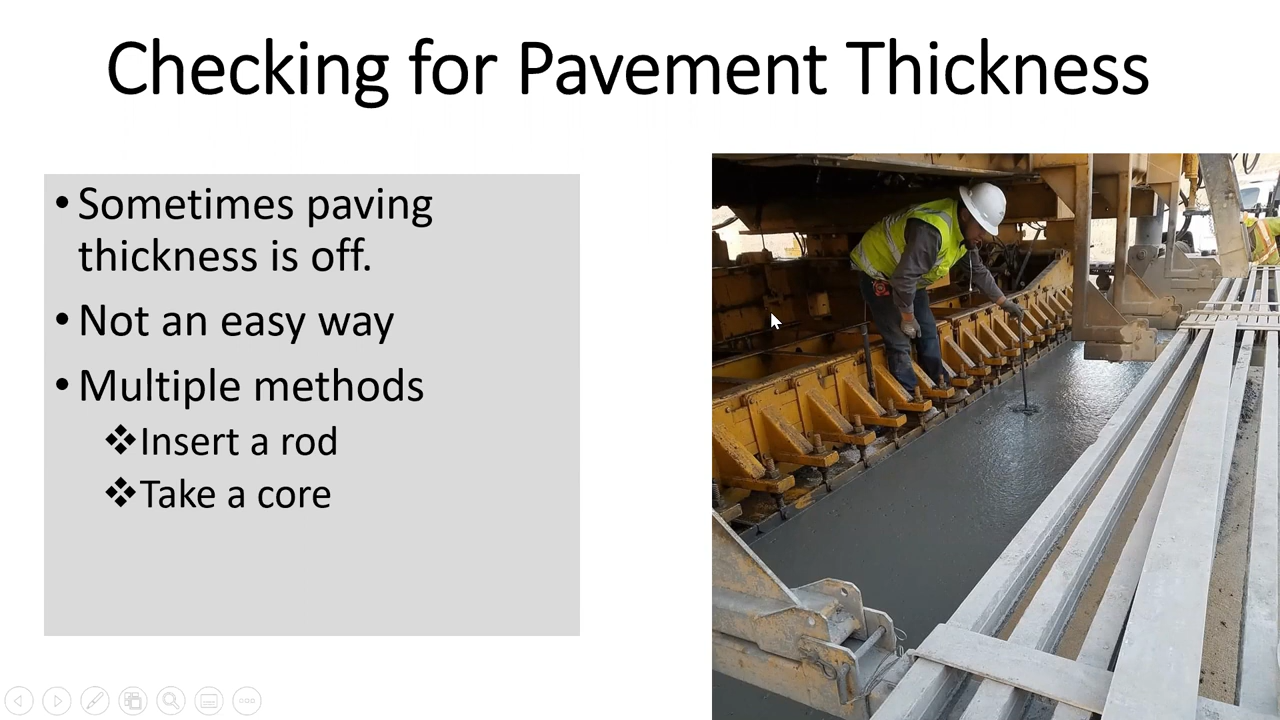 Checking for Pavement Thickness
• Sometimes paving
thickness is off.
• Not an easy way
• Multiple methods
❖Insert a rod
❖Take a core